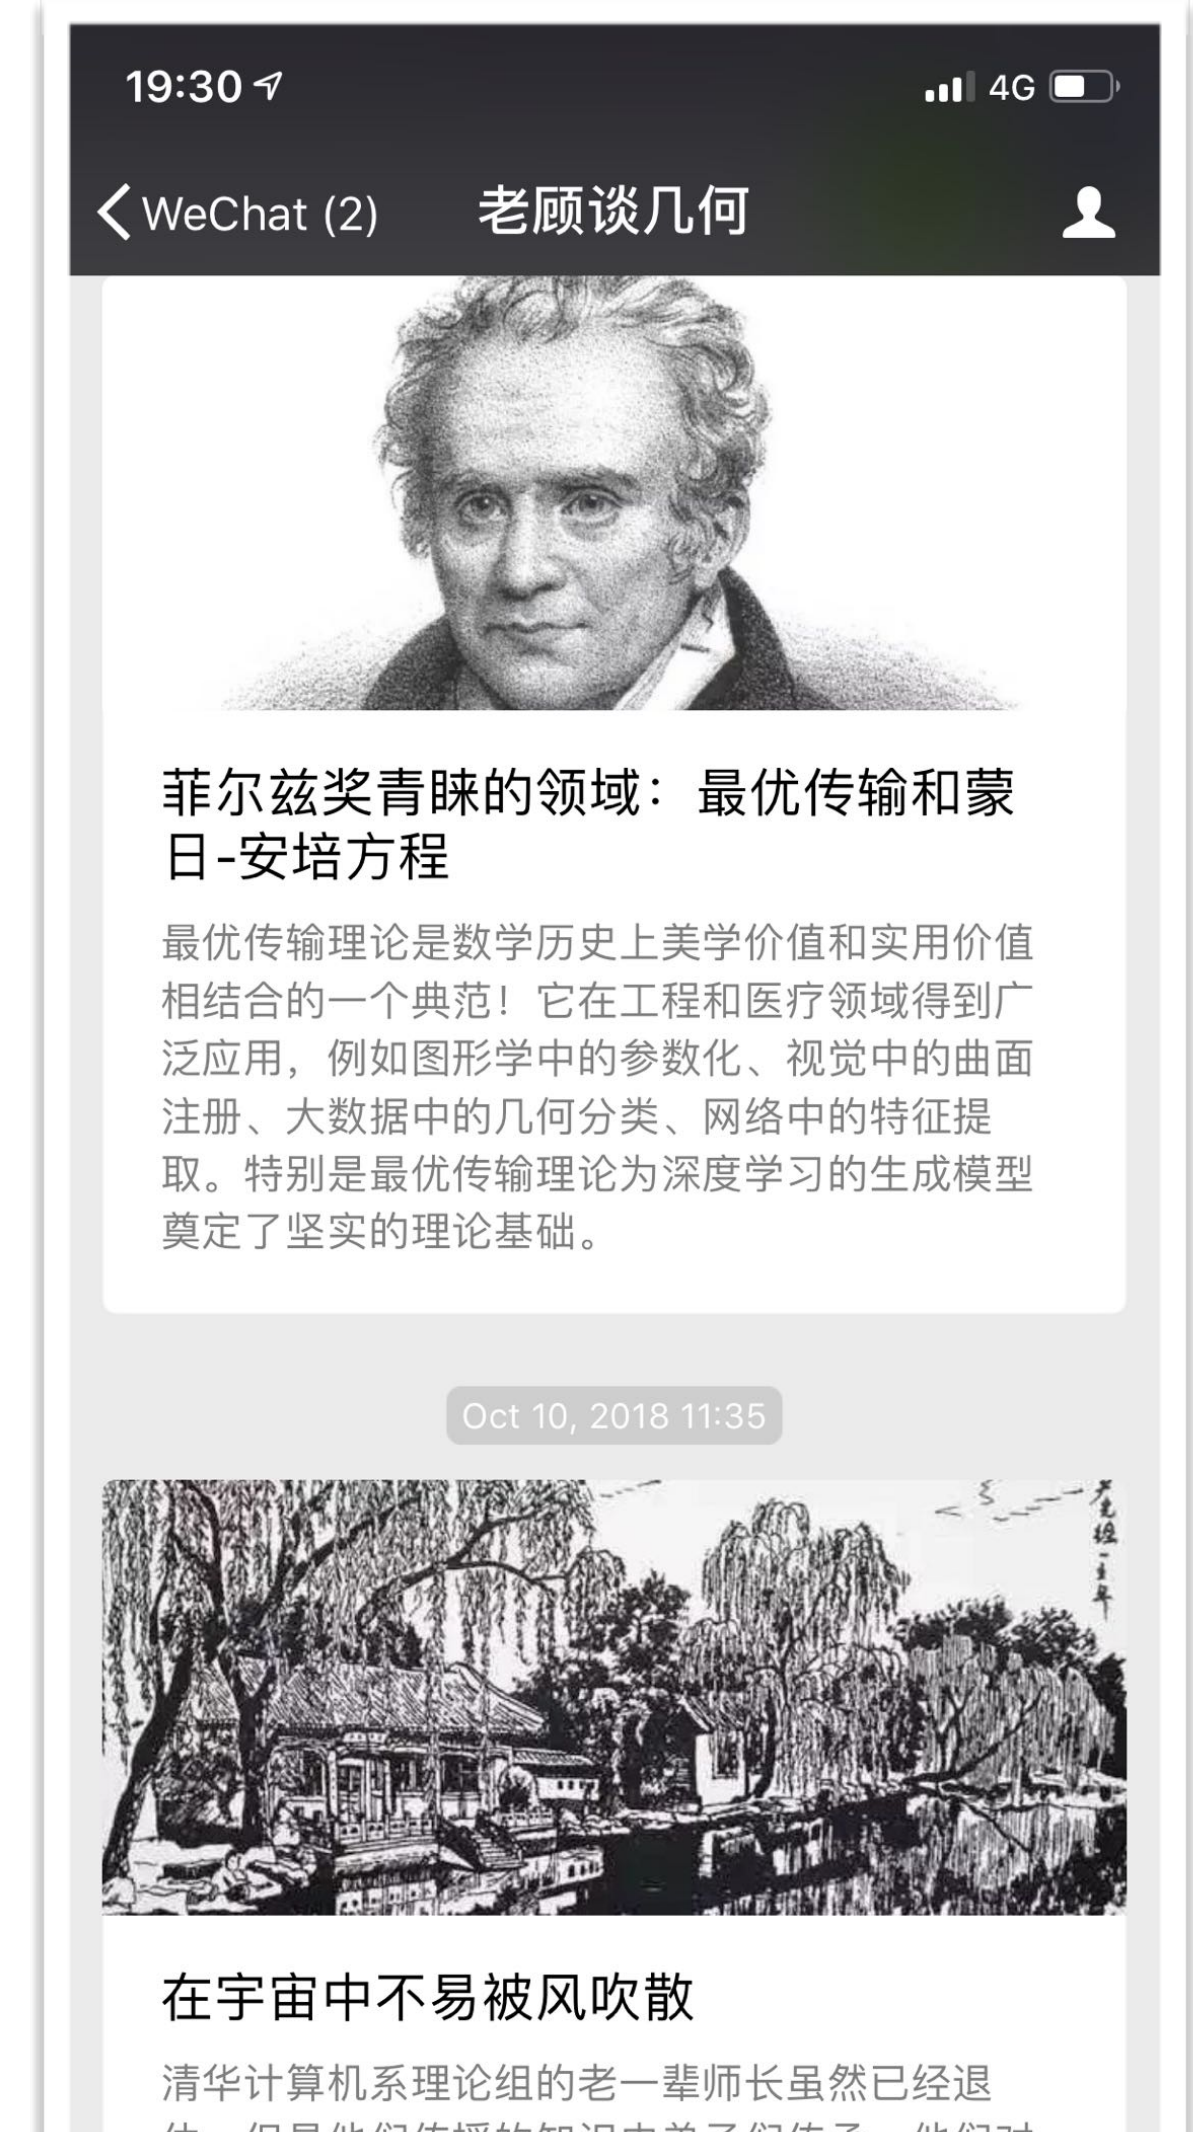 19:30
4G
WeChat (2)
老顾谈几何
菲尔兹奖青睐的领域：最优传输和蒙
日-安培方程
最优传输理论是数学历史上美学价值和实用价值
相结合的一个典范！它在工程和医疗领域得到广
泛应用，例如图形学中的参数化、视觉中的曲面
注册、大数据中的几何分类、网络中的特征提
取。特别是最优传输理论为深度学习的生成模型
奠定了坚实的理论基础。
Oct 10, 2018 11:35
在宇宙中不易被风吹散
清华计算机系理论组的老一辈师长虽然已经退